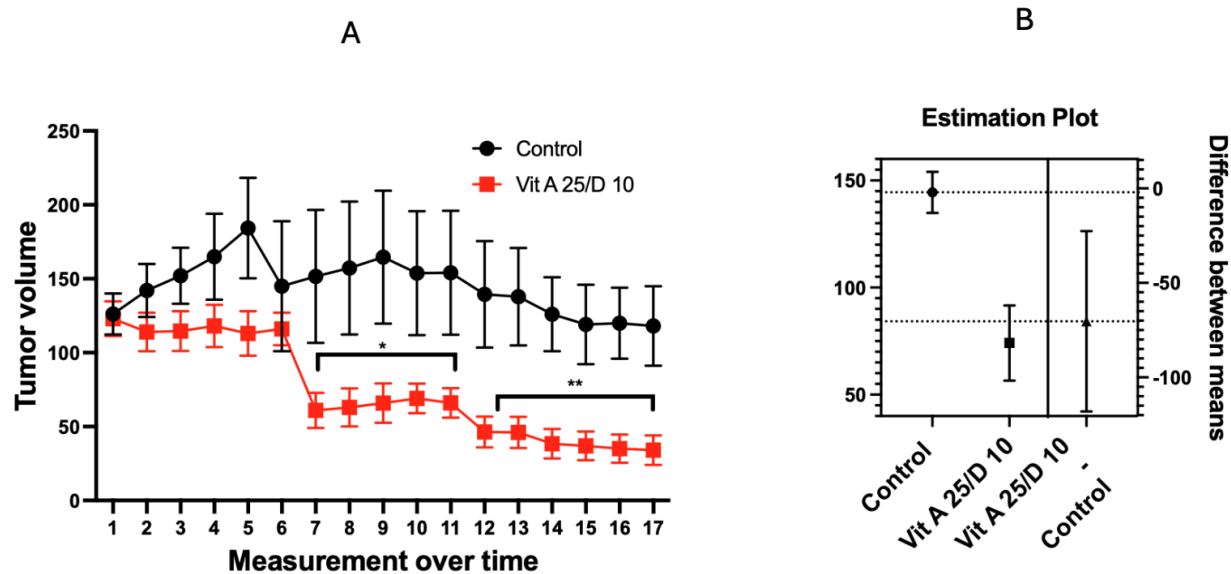 A
B
250
200
150
100
50
0
Tumor volume
Control
Vit A 25/D 10
*
**
1 2 3 4 5 6 7 8 9 10 11 12 13 14 15 16 17
Measurement over time
Estimation Plot
150
100
50
0
-50
-100
Difference between means
Control
Vit A 25/D 10
Vit A 25/D 10
-
Control